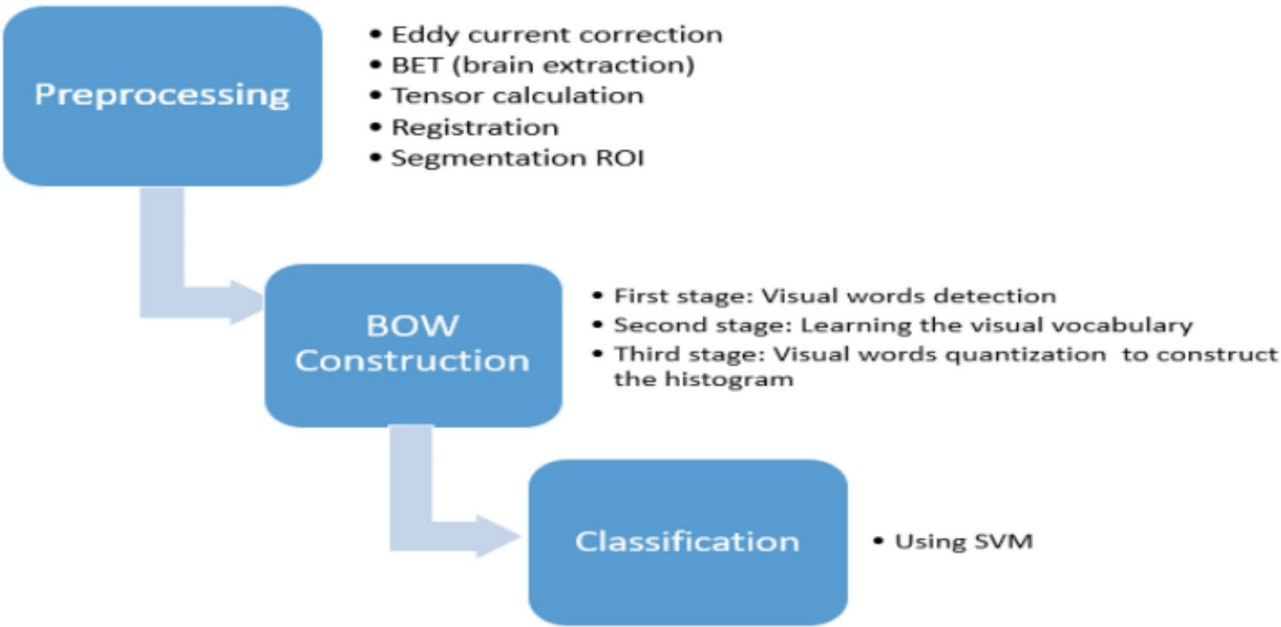 Preprocessing
• Eddy current correction
• BET (brain extraction)
• Tensor calculation
• Registration
• Segmentation ROI
BOW
Construction
• First stage: Visual words detection
• Second stage: Learning the visual vocabulary
• Third stage: Visual words quantization to construct
the histogram
Classification
• Using SVM